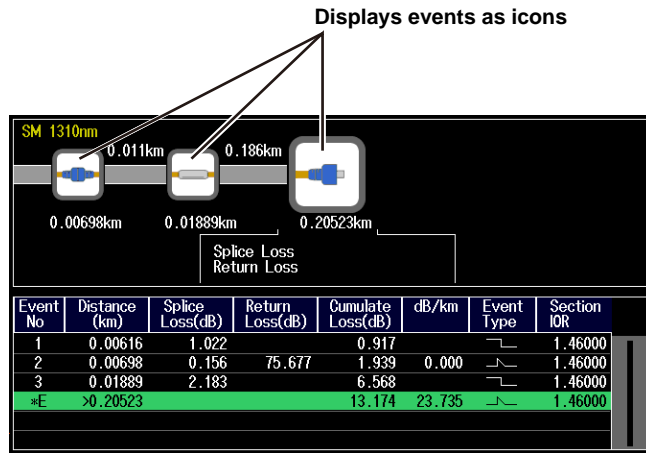 Displays events as icons
SM 1310nm
0.011km 0.186km
0.00698km 0.01889km 0.20523km
Splice Loss
Return Loss
Event No Distance (km) Splice Loss(dB) Return Loss(dB) Cumulate Loss(dB) dB/km Event Type Section IOR
1 0.00616 1.022 0.917 1.46000
2 0.00698 0.156 75.677 1.939 0.000 1.46000
3 0.01889 2.183 6.568 1.46000
*E >0.20523 13.174 23.735 1.46000